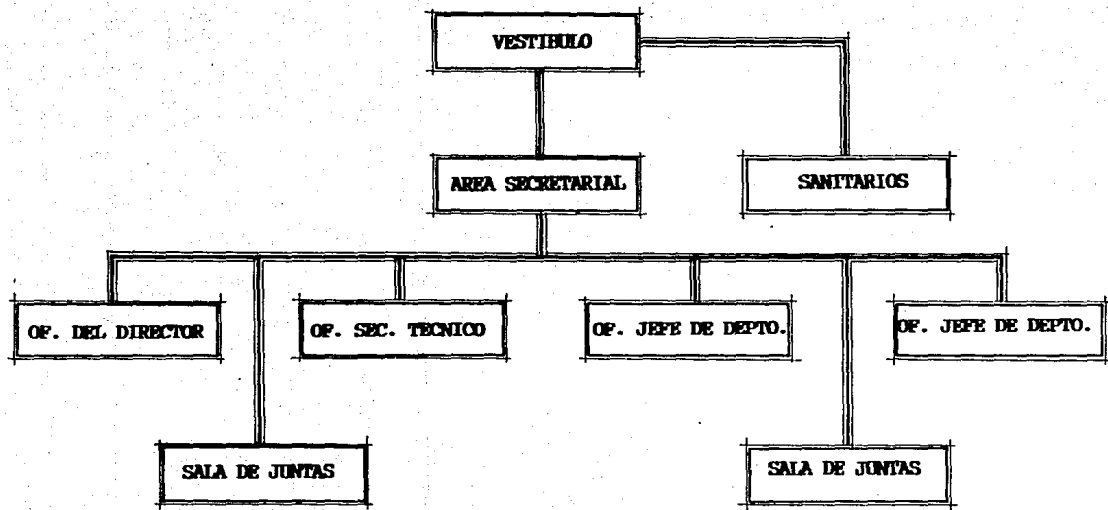 VESTIBULO
AREA SECRETARIAL
SANITARIOS
OF. DEL DIRECTOR
OF. SEC. TECNICO
OF. JEFE DE DEPTO.
OF. JEFE DE DEPTO.
SALA DE JUNTAS
SALA DE JUNTAS